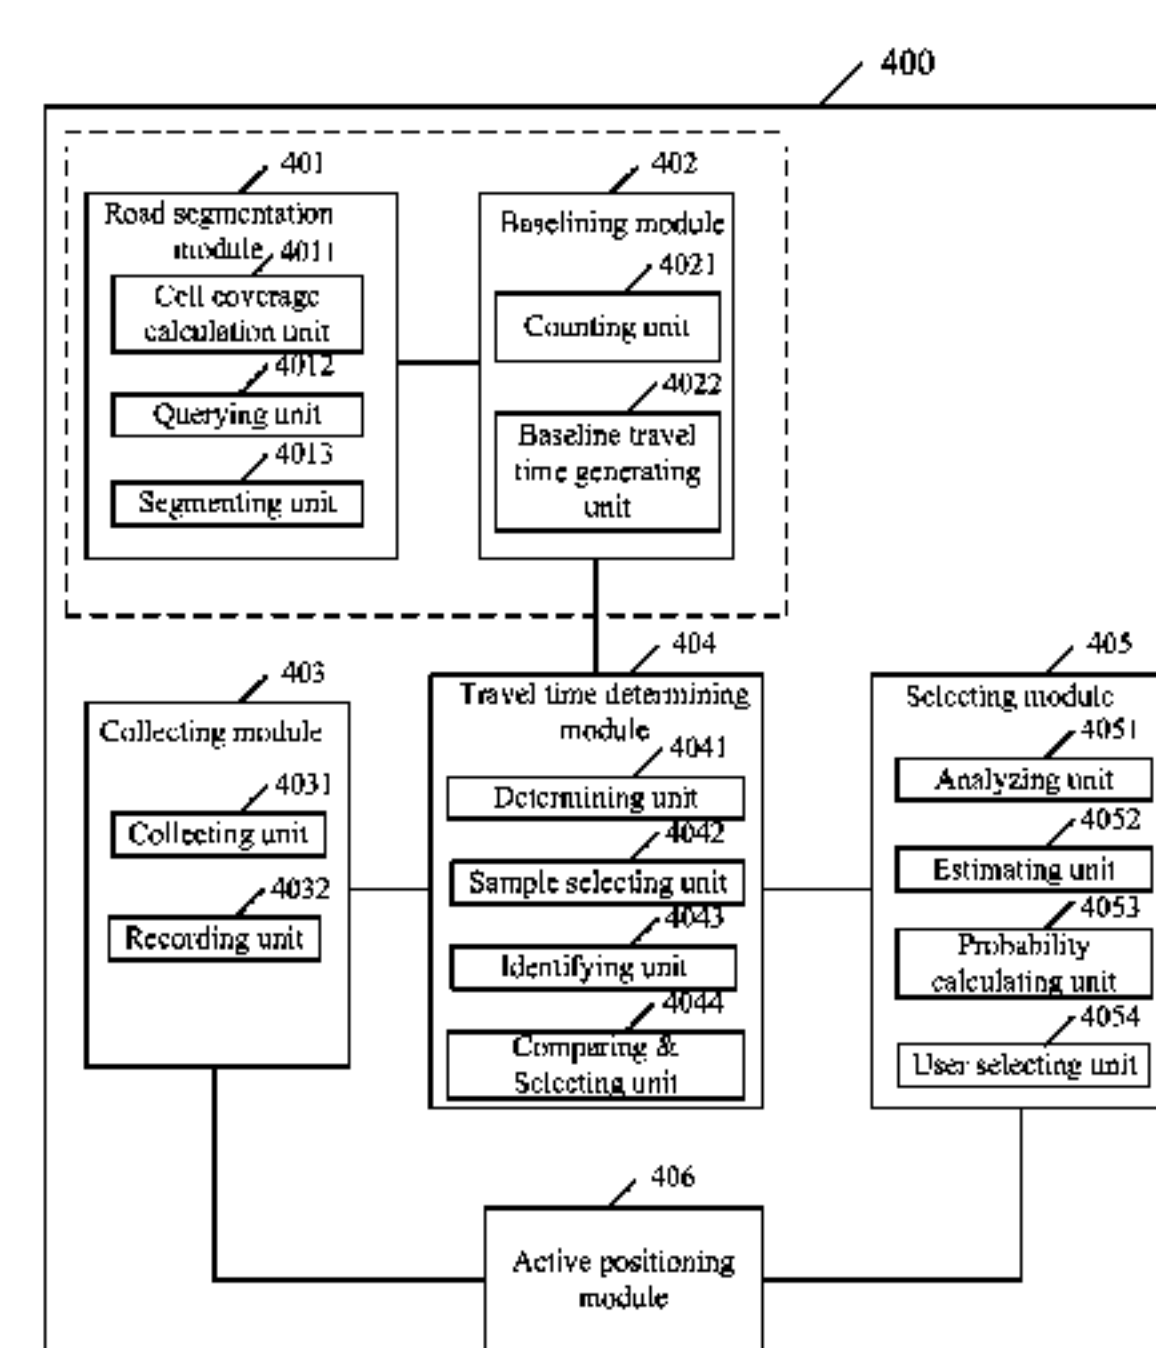 400
401
Road segmentation
module
4011
Cell coverage
calculation unit
4012
Querying unit
4013
Segmenting unit
402
Baselining module
4021
Counting unit
4022
Baseline travel
time generating
unit
403
Collecting module
4031
Collecting unit
4032
Recording unit
404
Travel time determining
module
4041
Determining unit
4042
Sample selecting unit
4043
Identifying unit
4044
Comparing &
Selecting unit
405
Selecting module
4051
Analyzing unit
4052
Estimating unit
4053
Probability
calculating unit
4054
User selecting unit
406
Active positioning
module